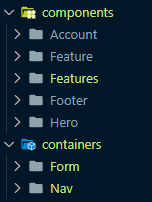 components
Account
Feature
Features
Footer
Hero
containers
Form
Nav